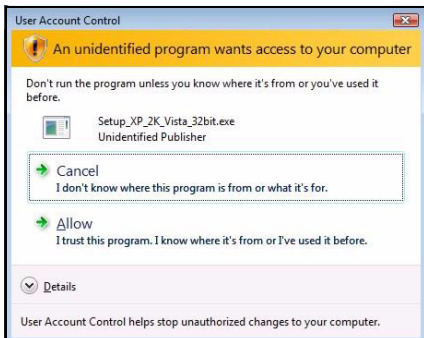 User Account Control
An unidentified program wants access to your computer
Don't run the program unless you know where it's from or you've used it
before.
Setup_XP_2K_Vista_32bit.exe
Unidentified Publisher
Cancel
I don't know where this program is from or what it's for.
Allow
I trust this program. I know where it's from or I've used it before.
Details
User Account Control helps stop unauthorized changes to your computer.